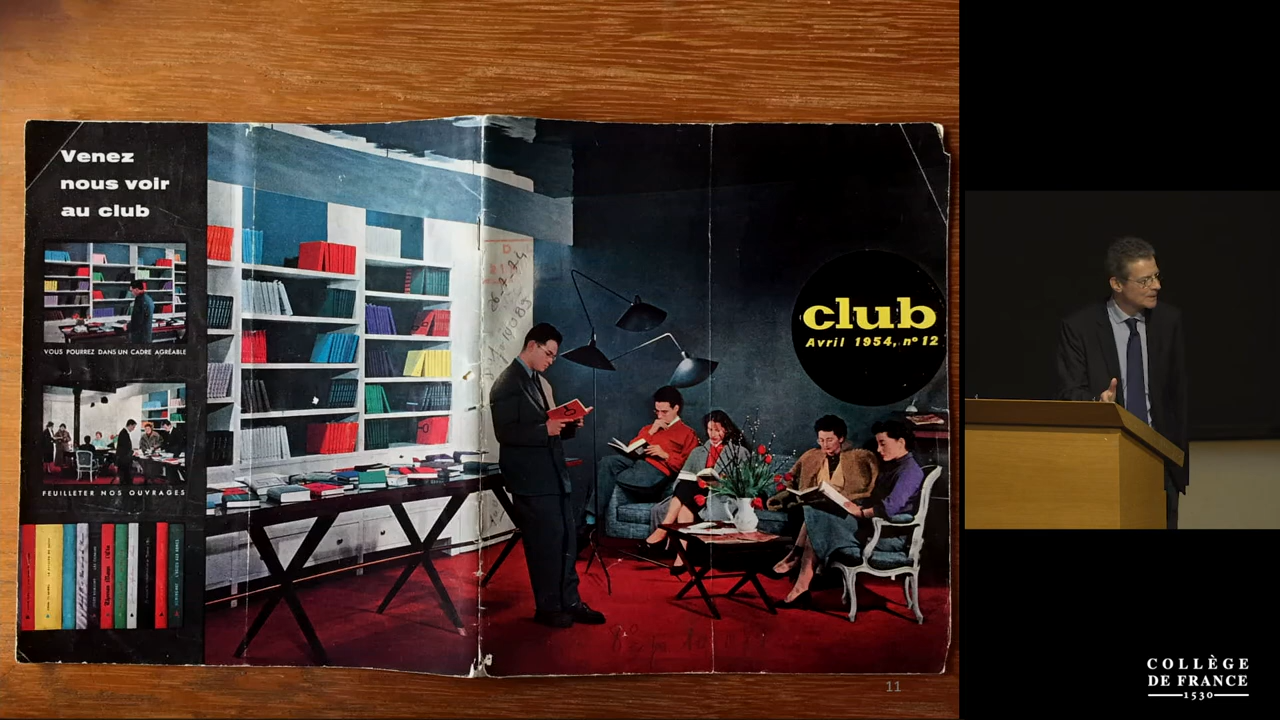 Venez
nous voir
au club
VOUS POURREZ DANS UN CADRE AGRÉABLE
FEUILLETER NOS OUVRAGES
club
Avril 1954, n° 12
11
COLLÈGE
DE FRANCE
1530